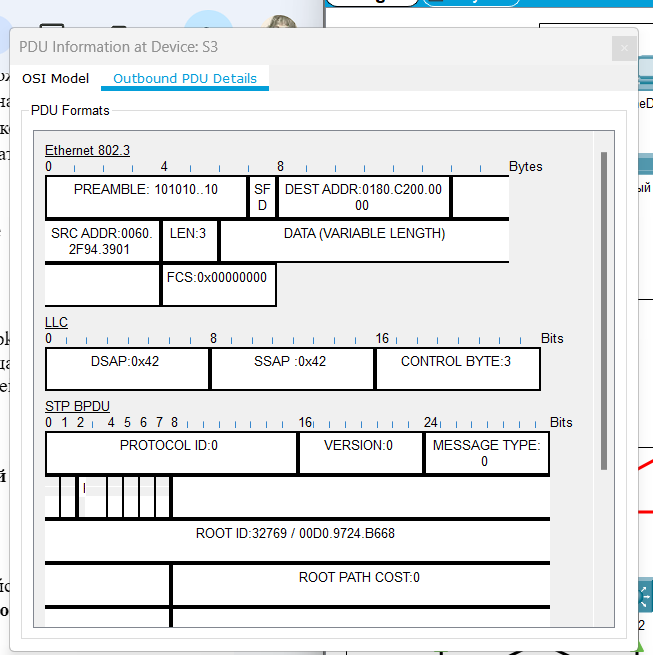 PDU Information at Device: S3
OSI Model Outbound PDU Details
PDU Formats
Ethernet 802.3
0 4 8 Bytes
PREAMBLE: 101010..10 SF DEST ADDR:0180.C200.00
D 00
SRC ADDR:0060. LEN:3 DATA (VARIABLE LENGTH)
2F94.3901
FCS:0x00000000
LLC
0 8 16 Bits
DSAP:0x42 SSAP :0x42 CONTROL BYTE:3
STP BPDU
0 1 2 4 5 6 7 8 16 24 Bits
PROTOCOL ID:0 VERSION:0 MESSAGE TYPE:
0
ROOT ID:32769 / 00D0.9724.B668
ROOT PATH COST:0